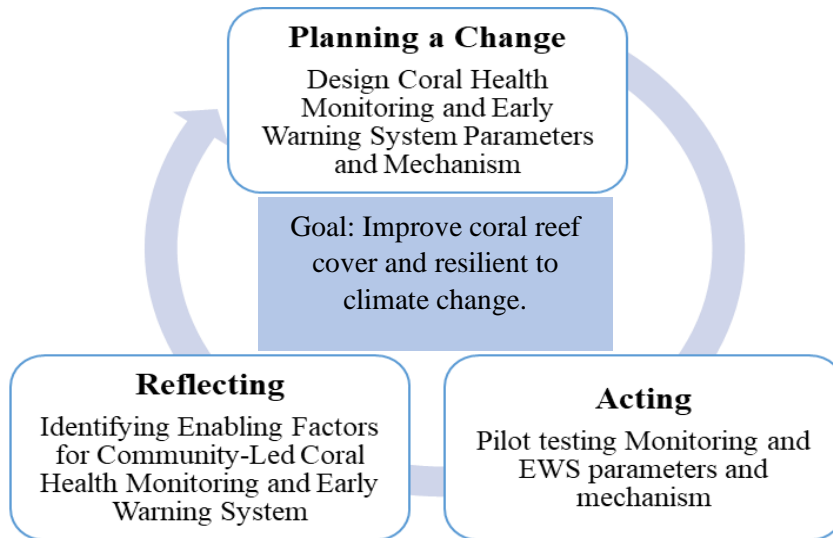 Planning a Change
Design Coral Health
Monitoring and Early
Warning System Parameters
and Mechanism
Goal: Improve coral reef
cover and resilient to
climate change.
Reflecting
Identifying Enabling Factors
for Community-Led Coral
Health Monitoring and Early
Warning System
Acting
Pilot testing Monitoring and
EWS parameters and
mechanism